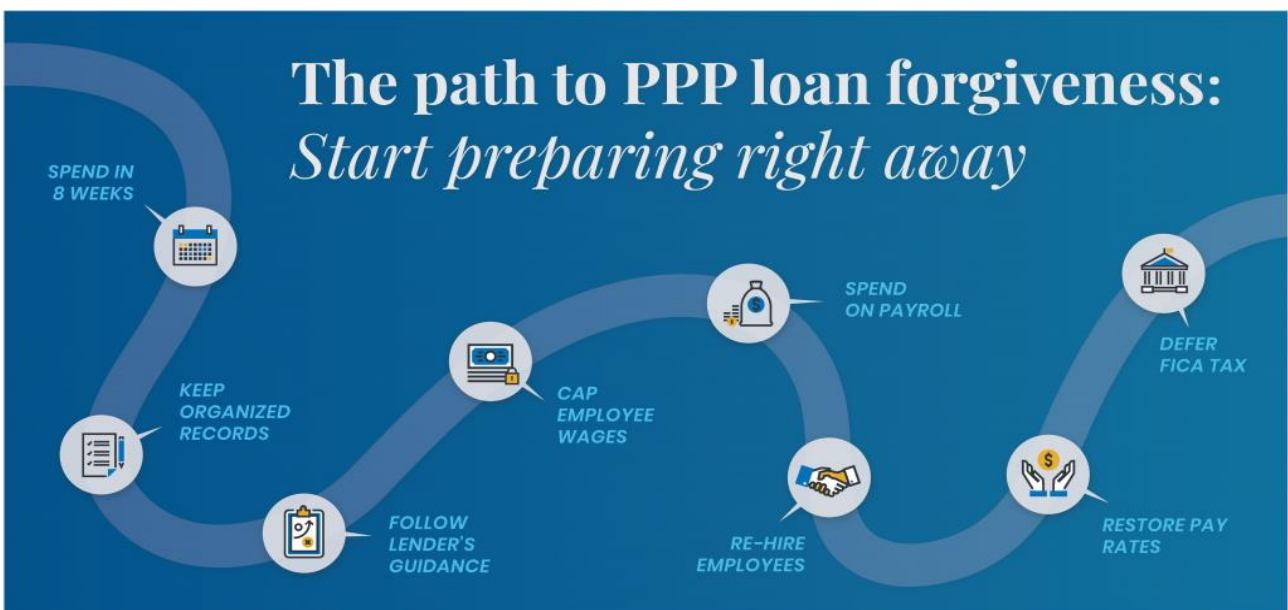 The path to PPP loan forgiveness:
Start preparing right away
SPEND IN
8 WEEKS
KEEP
ORGANIZED
RECORDS
FOLLOW
LENDER'S
GUIDANCE
CAP
EMPLOYEE
WAGES
SPEND
ON PAYROLL
RE-HIRE
EMPLOYEES
RESTORE PAY
RATES
DEFER
FICA TAX